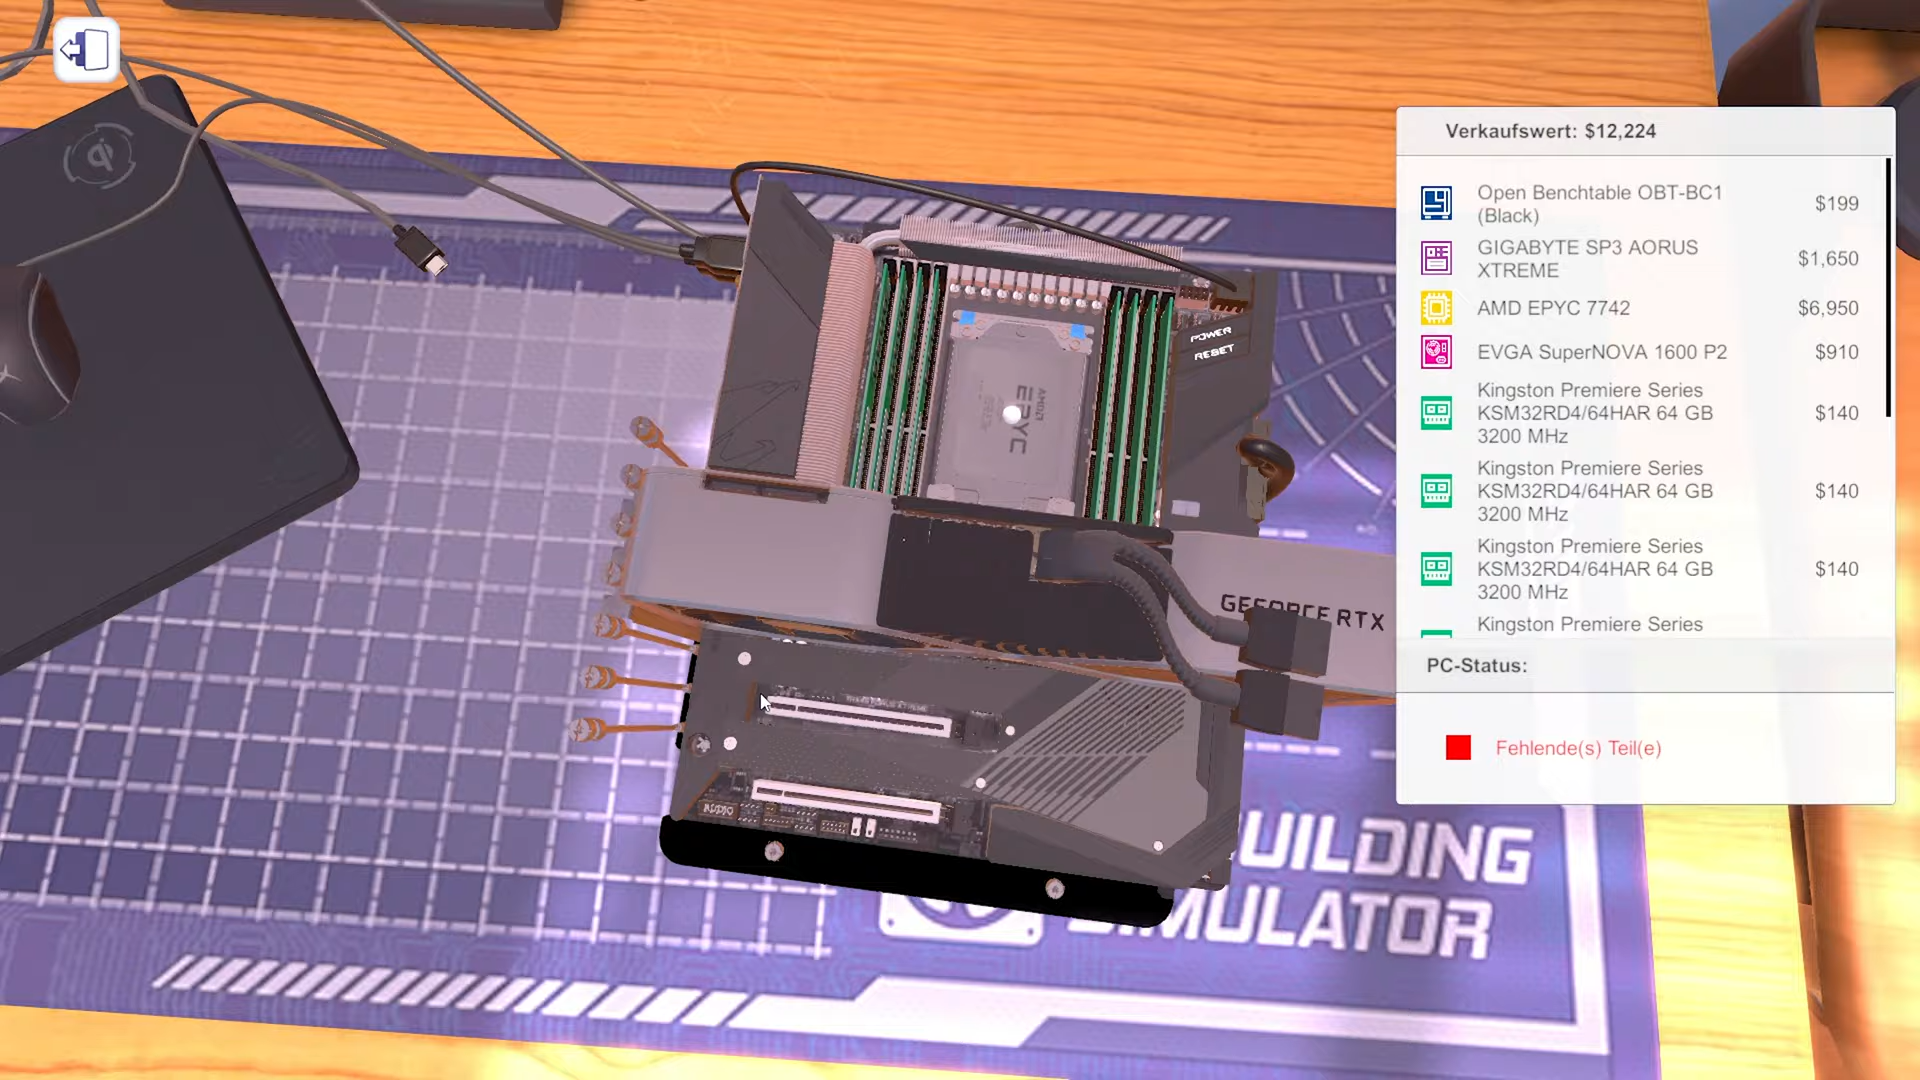 Verkaufswert: $12,224
Open Benchtable OBT-BC1
(Black)
$199
GIGABYTE SP3 AORUS
XTREME
$1,650
AMD EPYC 7742
$6,950
EVGA SuperNOVA 1600 P2
$910
Kingston Premiere Series
KSM32RD4/64HAR 64 GB
3200 MHz
$140
Kingston Premiere Series
KSM32RD4/64HAR 64 GB
3200 MHz
$140
Kingston Premiere Series
KSM32RD4/64HAR 64 GB
3200 MHz
$140
Kingston Premiere Series
PC-Status:
Fehlende(s) Teil(e)
POWER
RESET
AMD
EPYC
GEFORCE RTX
AUDIO
UILDING
IMULATOR